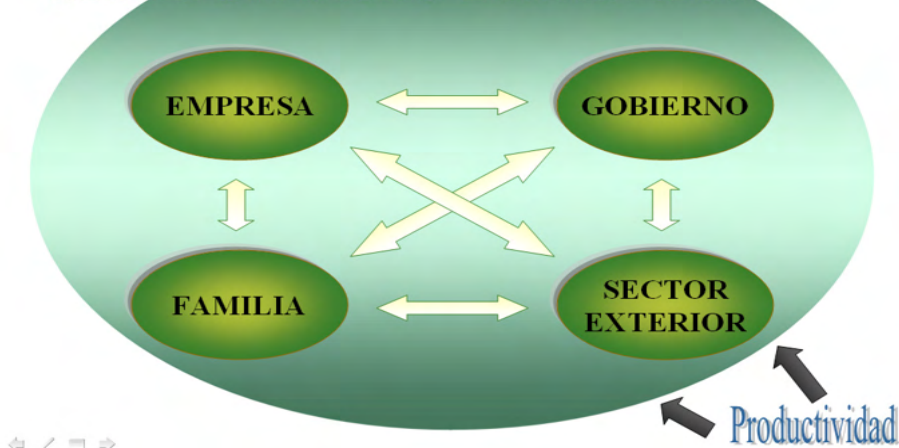 EMPRESA
GOBIERNO
FAMILIA
SECTOR
EXTERIOR
Productividad